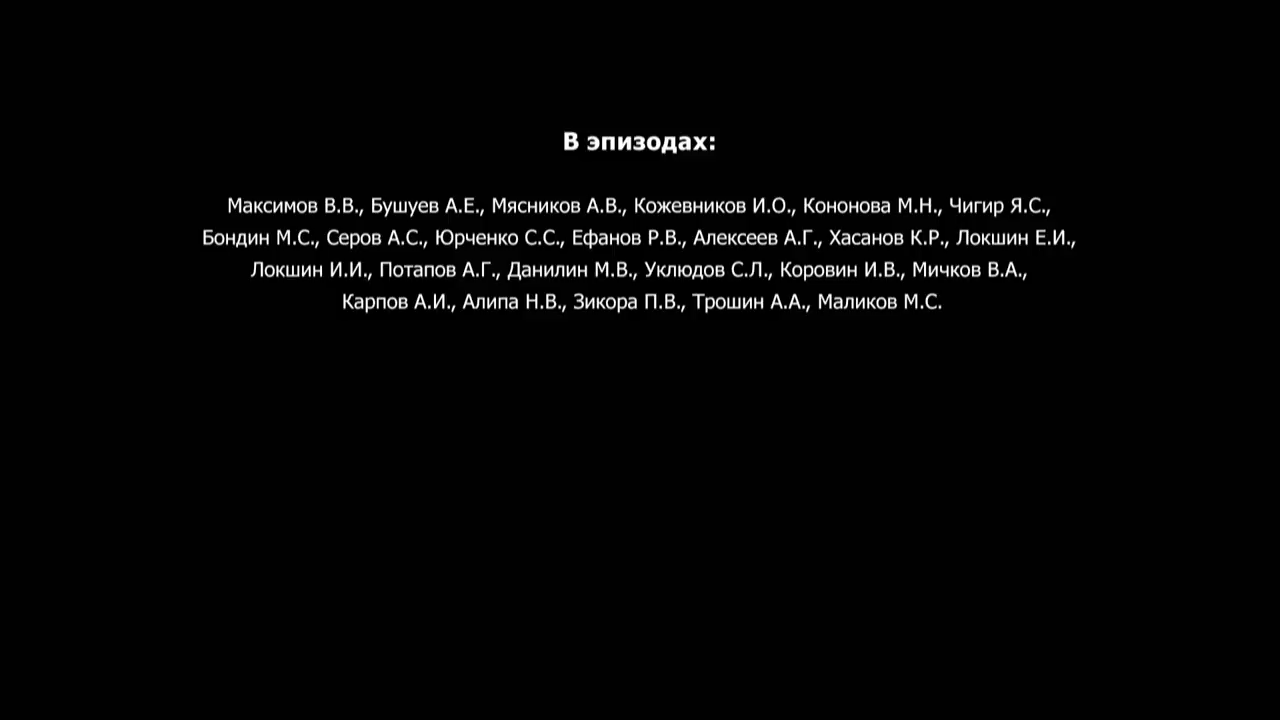 В эпизодах:
Максимов В.В., Бушуев А.Е., Мясников А.В., Кожевников И.О., Кононова М.Н., Чигир Я.С.,
Бондин М.С., Серов А.С., Юрченко С.С., Ефанов Р.В., Алексеев А.Г., Хасанов К.Р., Локшин Е.И.,
Локшин И.И., Потапов А.Г., Данилин М.В., Уклюдов С.Л., Коровин И.В., Мичков В.А.,
Карпов А.И., Алипа Н.В., Зикора П.В., Трошин А.А., Маликов М.С.